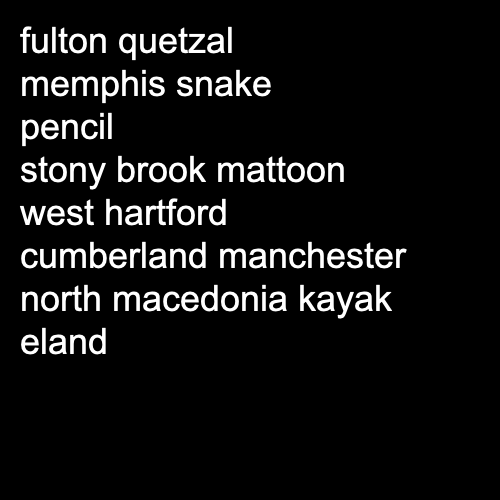 fulton quetzal
memphis snake
pencil
stony brook mattoon
west hartford
cumberland manchester
north macedonia kayak
eland